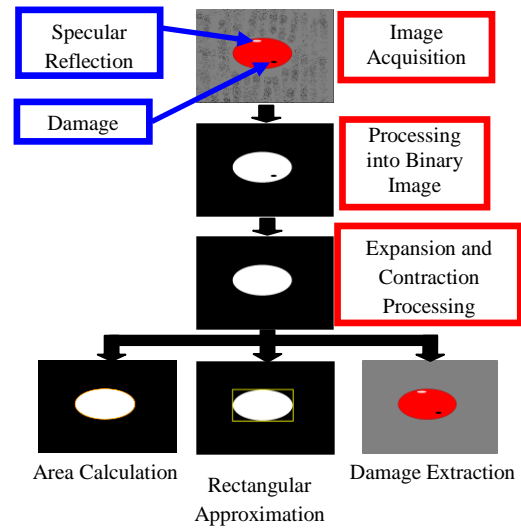 Specular
Reflection
Image
Acquisition
Damage
Processing
into Binary
Image
Expansion and
Contraction
Processing
Area Calculation
Rectangular
Approximation
Damage Extraction